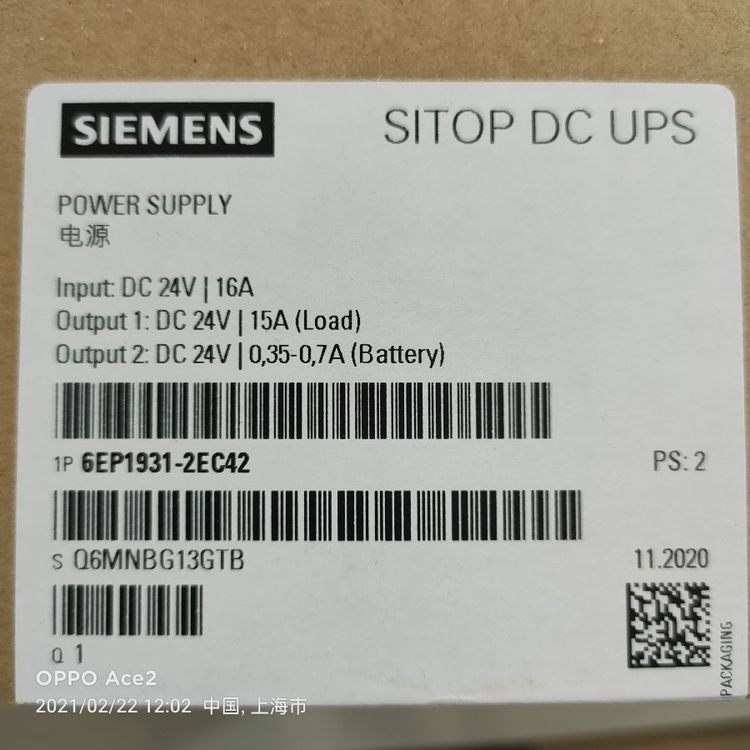 SIEMENS
SITOP DC UPS
POWER SUPPLY
电源
Input: DC 24V | 16A
Output 1: DC 24V | 15A (Load)
Output 2: DC 24V | 0,35-0,7A (Battery)
1P 6EP1931-2EC42
PS: 2
S Q6MNBG13GTB
11.2020
Q 1
PACKAGING
OPPO Ace2
2021/02/22 12:02 中国, 上海市